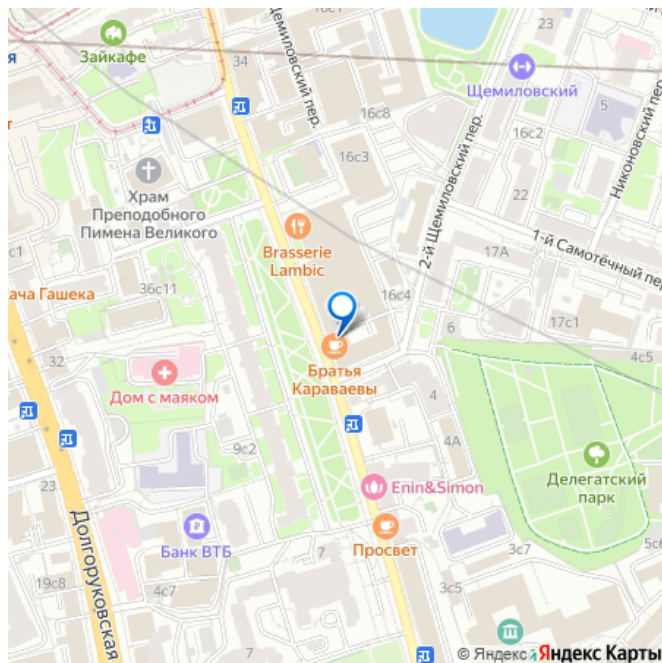 Зайкафе
34
Щемиловский пер.
Щемиловский
5
16с8
16с2
Никоновский пер.
16с3
22
Храм
Преподобного
Пимена Великого
2-й Щемиловский пер.
1-й Самотёчный пер.
Brasserie
Lambic
17А
с1
36с11
ача Гашека
16с4
17с1
6
4с5
32
Братья
Караваевы
Дом с маяком
4
9с2
4А
23
Enin&Simon
Делегатский
парк
Долгоруковская
Банк ВТБ
Просвет
7
7
3с7
5с6
19с8
4с7
3с5
© Яндекс
Яндекс Карты